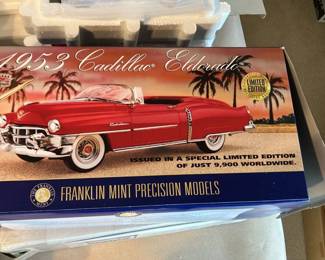 1953 Cadillac Eldorado
LIMITED
EDITION
ISSUED IN A SPECIAL LIMITED EDITION
OF JUST 9,900 WORLDWIDE.
FRANKLIN MINT PRECISION MODELS